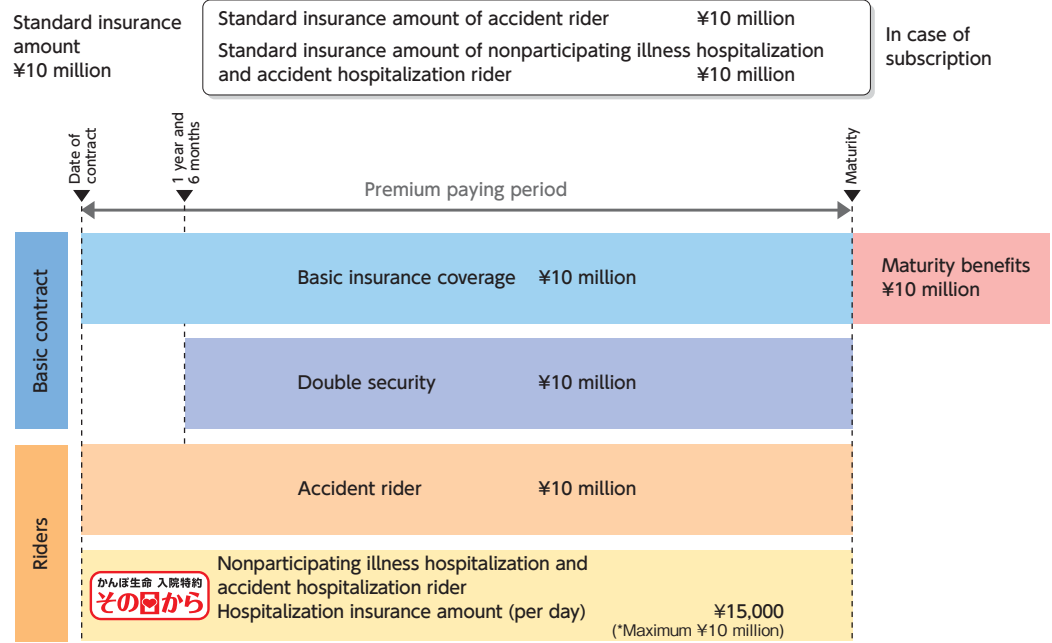 Standard insurance
amount
¥10 million
Standard insurance amount of accident rider ¥10 million
Standard insurance amount of nonparticipating illness hospitalization
and accident hospitalization rider ¥10 million
In case of
subscription
Date of
contract
1 year and
6 months
Maturity
Premium paying period
Basic contract
Basic insurance coverage ¥10 million
Maturity benefits
¥10 million
Double security ¥10 million
Riders
Accident rider ¥10 million
かんぽ生命 入院特約
その日から
Nonparticipating illness hospitalization and
accident hospitalization rider
Hospitalization insurance amount (per day) ¥15,000
(*Maximum ¥10 million)